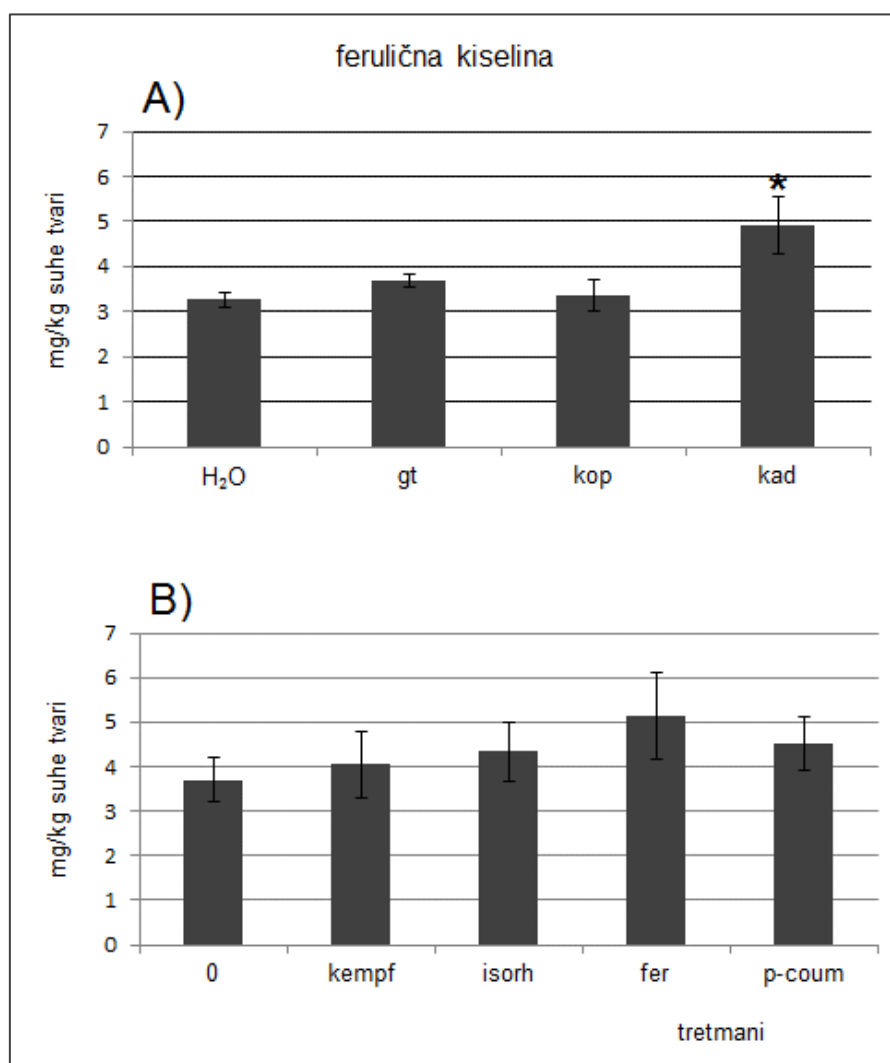 ferulična kiselina
A)
mg/kg suhe tvari
7
6
5
4
3
2
1
0
*
H₂O gt kop kad
B)
mg/kg suhe tvari
7
6
5
4
3
2
1
0
0 kempf isorh fer p-coum
tretmani